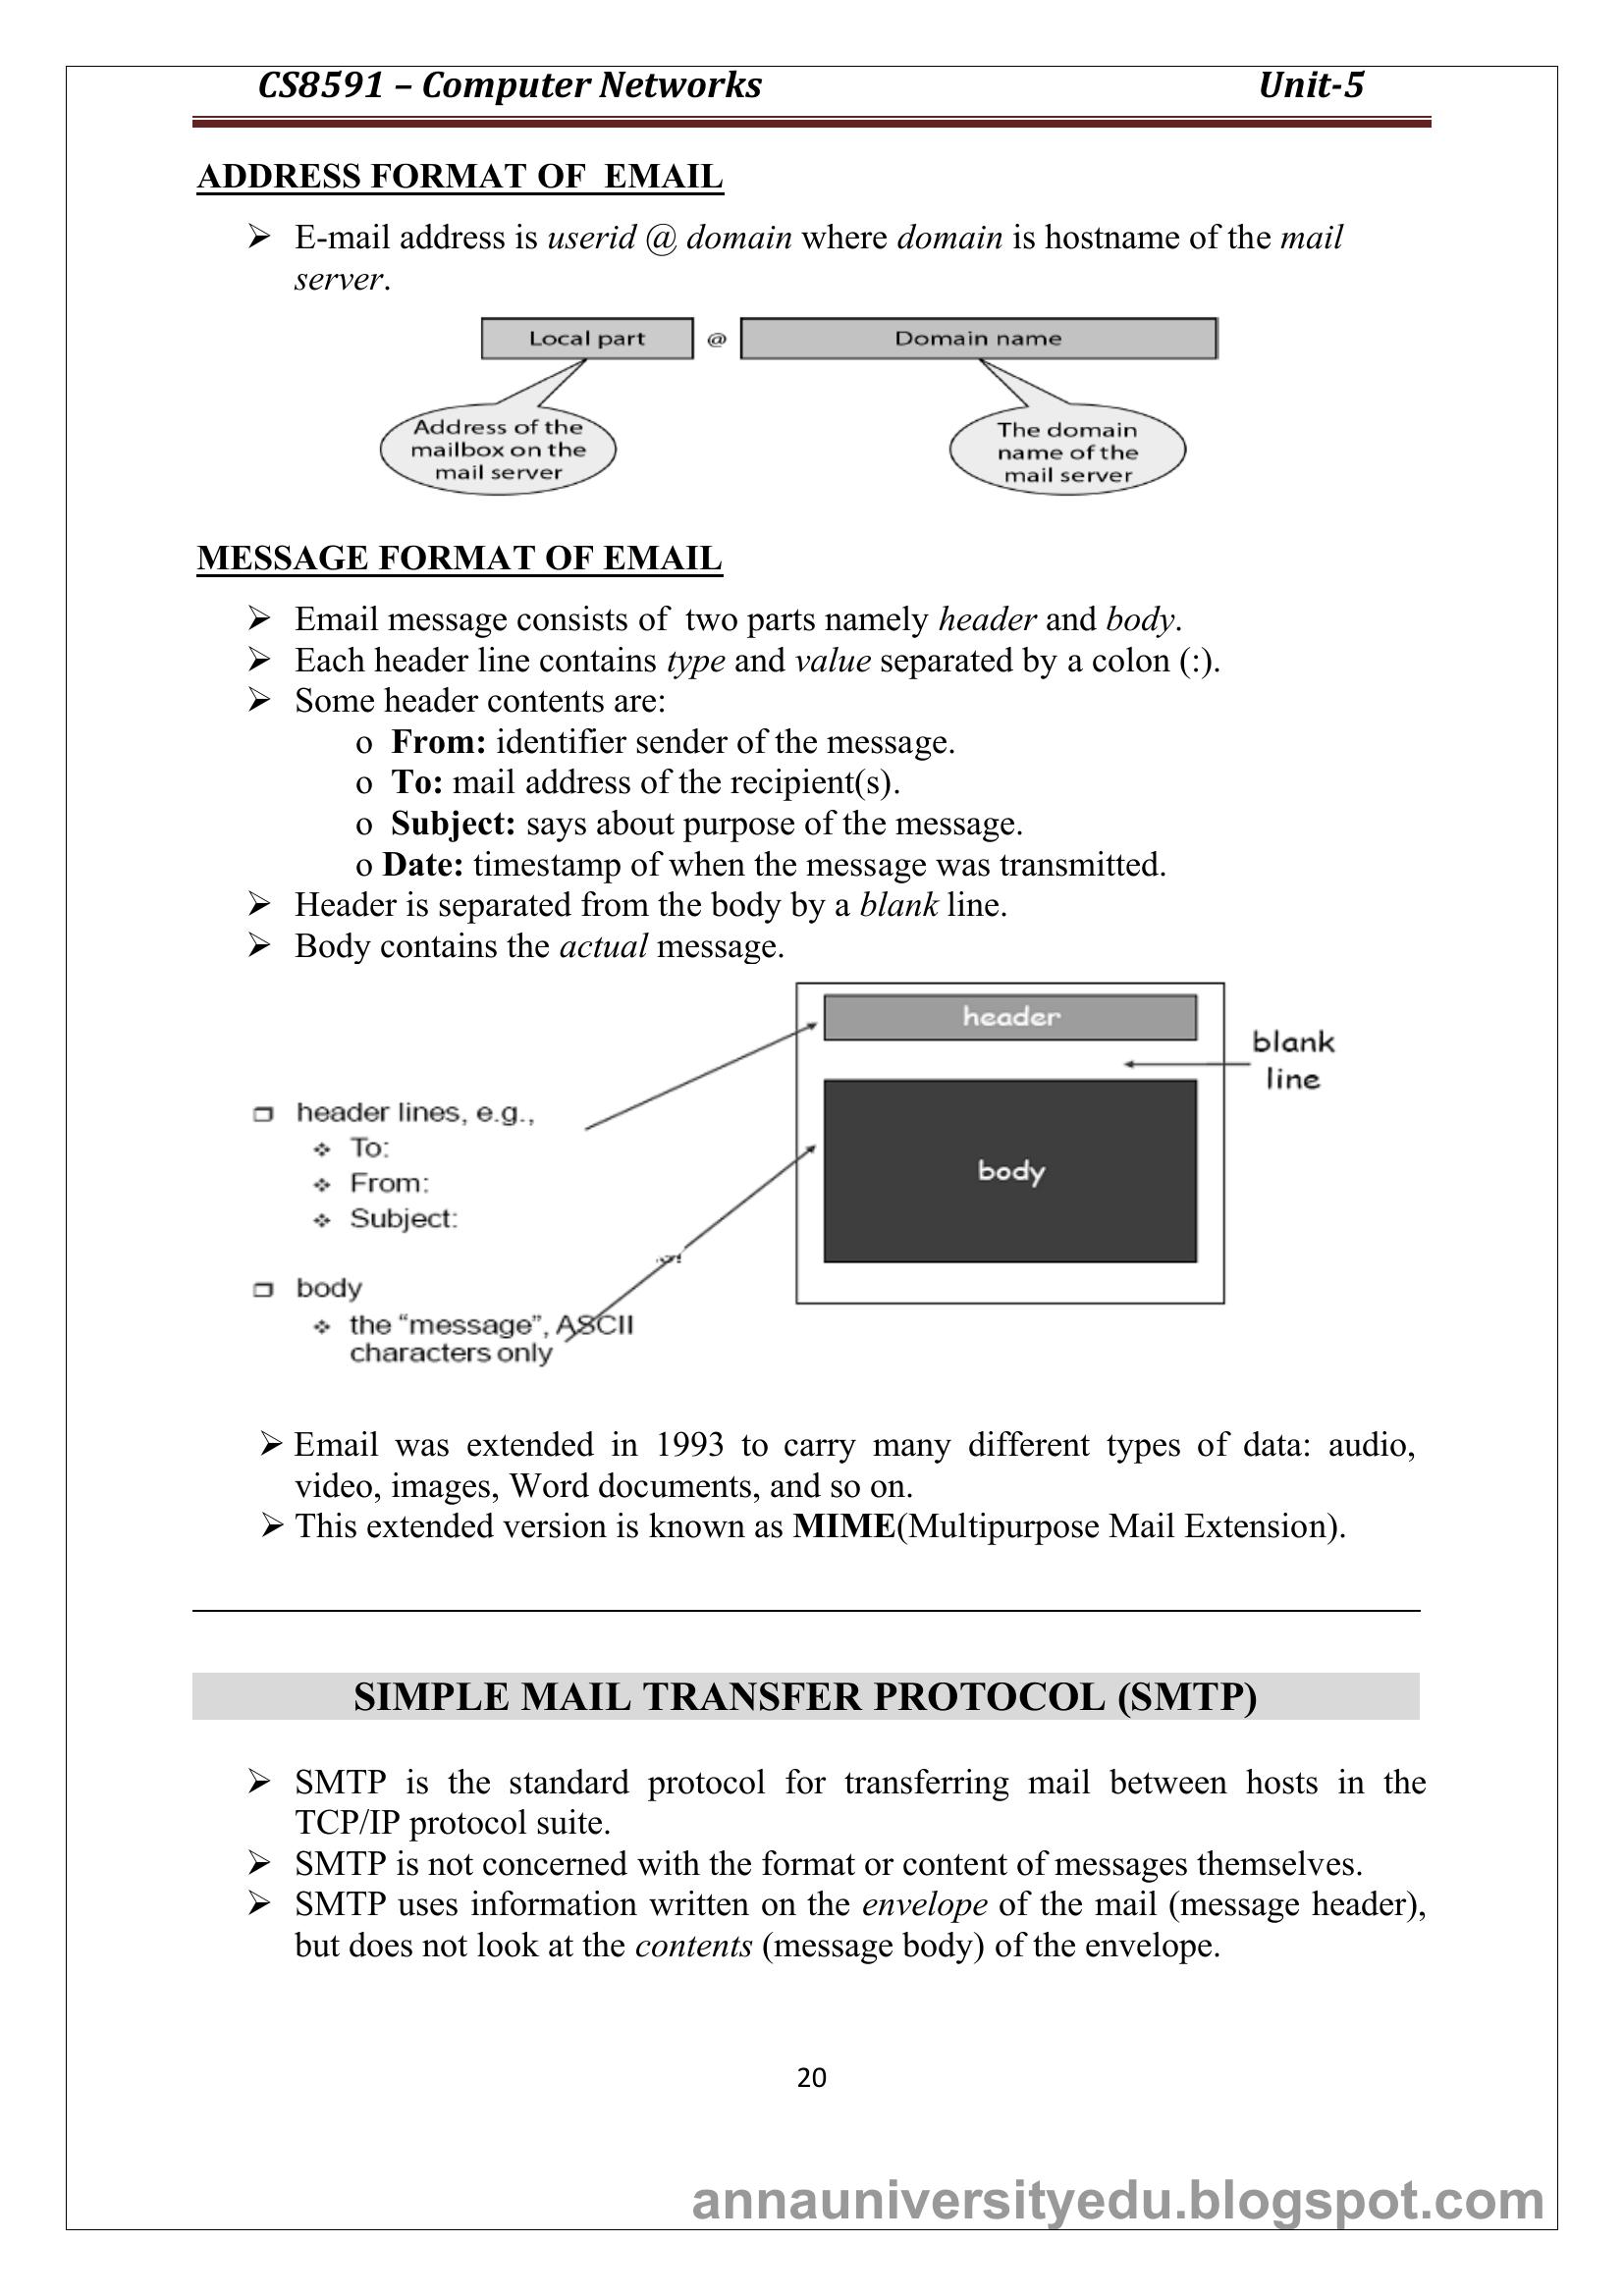 CS8591 – Computer Networks Unit-5
ADDRESS FORMAT OF EMAIL
➢ E-mail address is userid @ domain where domain is hostname of the mail
server.
Local part @ Domain name
Address of the
mailbox on the
mail server
The domain
name of the
mail server
MESSAGE FORMAT OF EMAIL
➢ Email message consists of two parts namely header and body.
➢ Each header line contains type and value separated by a colon (:).
➢ Some header contents are:
o From: identifier sender of the message.
o To: mail address of the recipient(s).
o Subject: says about purpose of the message.
o Date: timestamp of when the message was transmitted.
➢ Header is separated from the body by a blank line.
➢ Body contains the actual message.
header
blank
line
body
❒ header lines, e.g.,
❖ To:
❖ From:
❖ Subject:
❒ body
❖ the “message”, ASCII
characters only
➢ Email was extended in 1993 to carry many different types of data: audio,
video, images, Word documents, and so on.
➢ This extended version is known as MIME(Multipurpose Mail Extension).
SIMPLE MAIL TRANSFER PROTOCOL (SMTP)
➢ SMTP is the standard protocol for transferring mail between hosts in the
TCP/IP protocol suite.
➢ SMTP is not concerned with the format or content of messages themselves.
➢ SMTP uses information written on the envelope of the mail (message header),
but does not look at the contents (message body) of the envelope.
20
annauniversityedu.blogspot.com